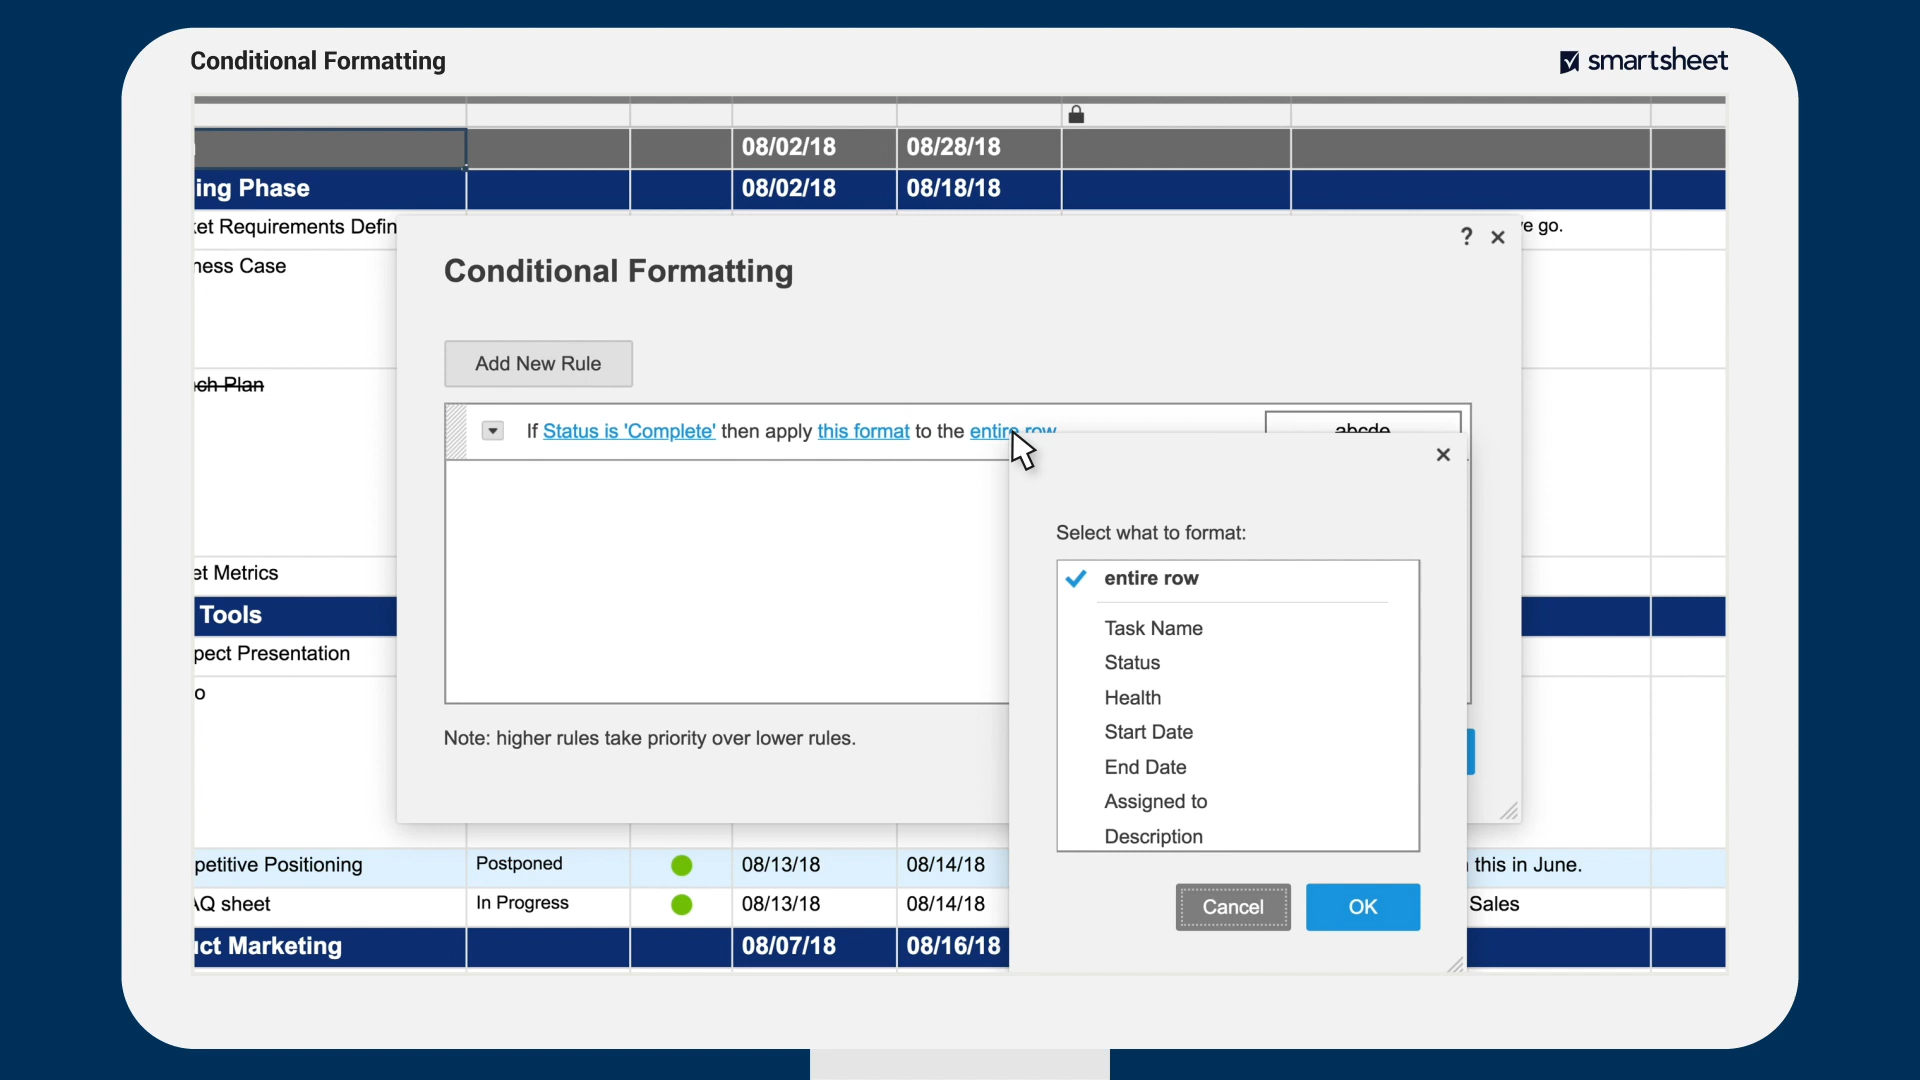 Conditional Formatting
smartsheet
08/02/18 08/28/18
ing Phase 08/02/18 08/18/18
ket Requirements Defin
e go.
ness Case
? ×
Conditional Formatting
Add New Rule
ch Plan
If Status is 'Complete' then apply this format to the entire row
abcde
×
Select what to format:
entire row
Task Name
Status
Health
Start Date
End Date
Assigned to
Description
Cancel OK
et Metrics
Tools
pect Presentation
o
Note: higher rules take priority over lower rules.
petitive Positioning Postponed 08/13/18 08/14/18 this in June.
AQ sheet In Progress 08/13/18 08/14/18 Sales
ct Marketing 08/07/18 08/16/18